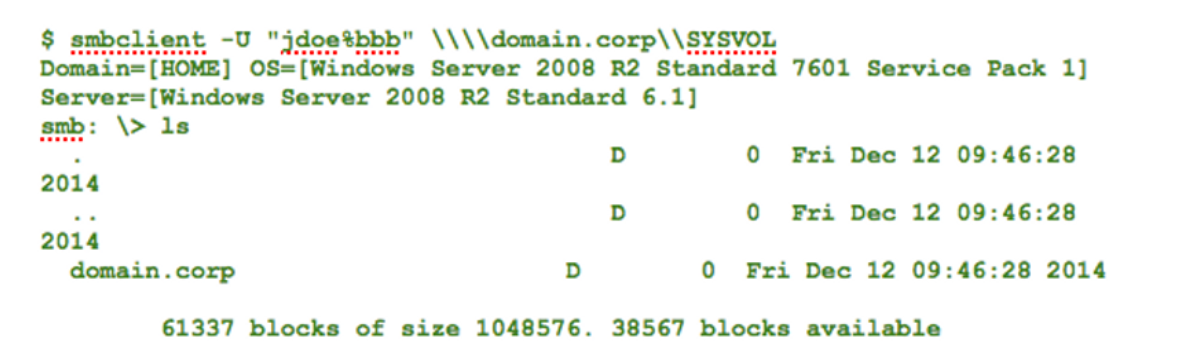 $ smbclient -U "jdoe%bbb" \\\\domain.corp\\SYSVOL
Domain=[HOME] OS=[Windows Server 2008 R2 Standard 7601 Service Pack 1]
Server=[Windows Server 2008 R2 Standard 6.1]
smb: \> ls
  .                                   D        0  Fri Dec 12 09:46:28
2014
  ..                                  D        0  Fri Dec 12 09:46:28
2014
  domain.corp                      D        0  Fri Dec 12 09:46:28 2014
        61337 blocks of size 1048576. 38567 blocks available